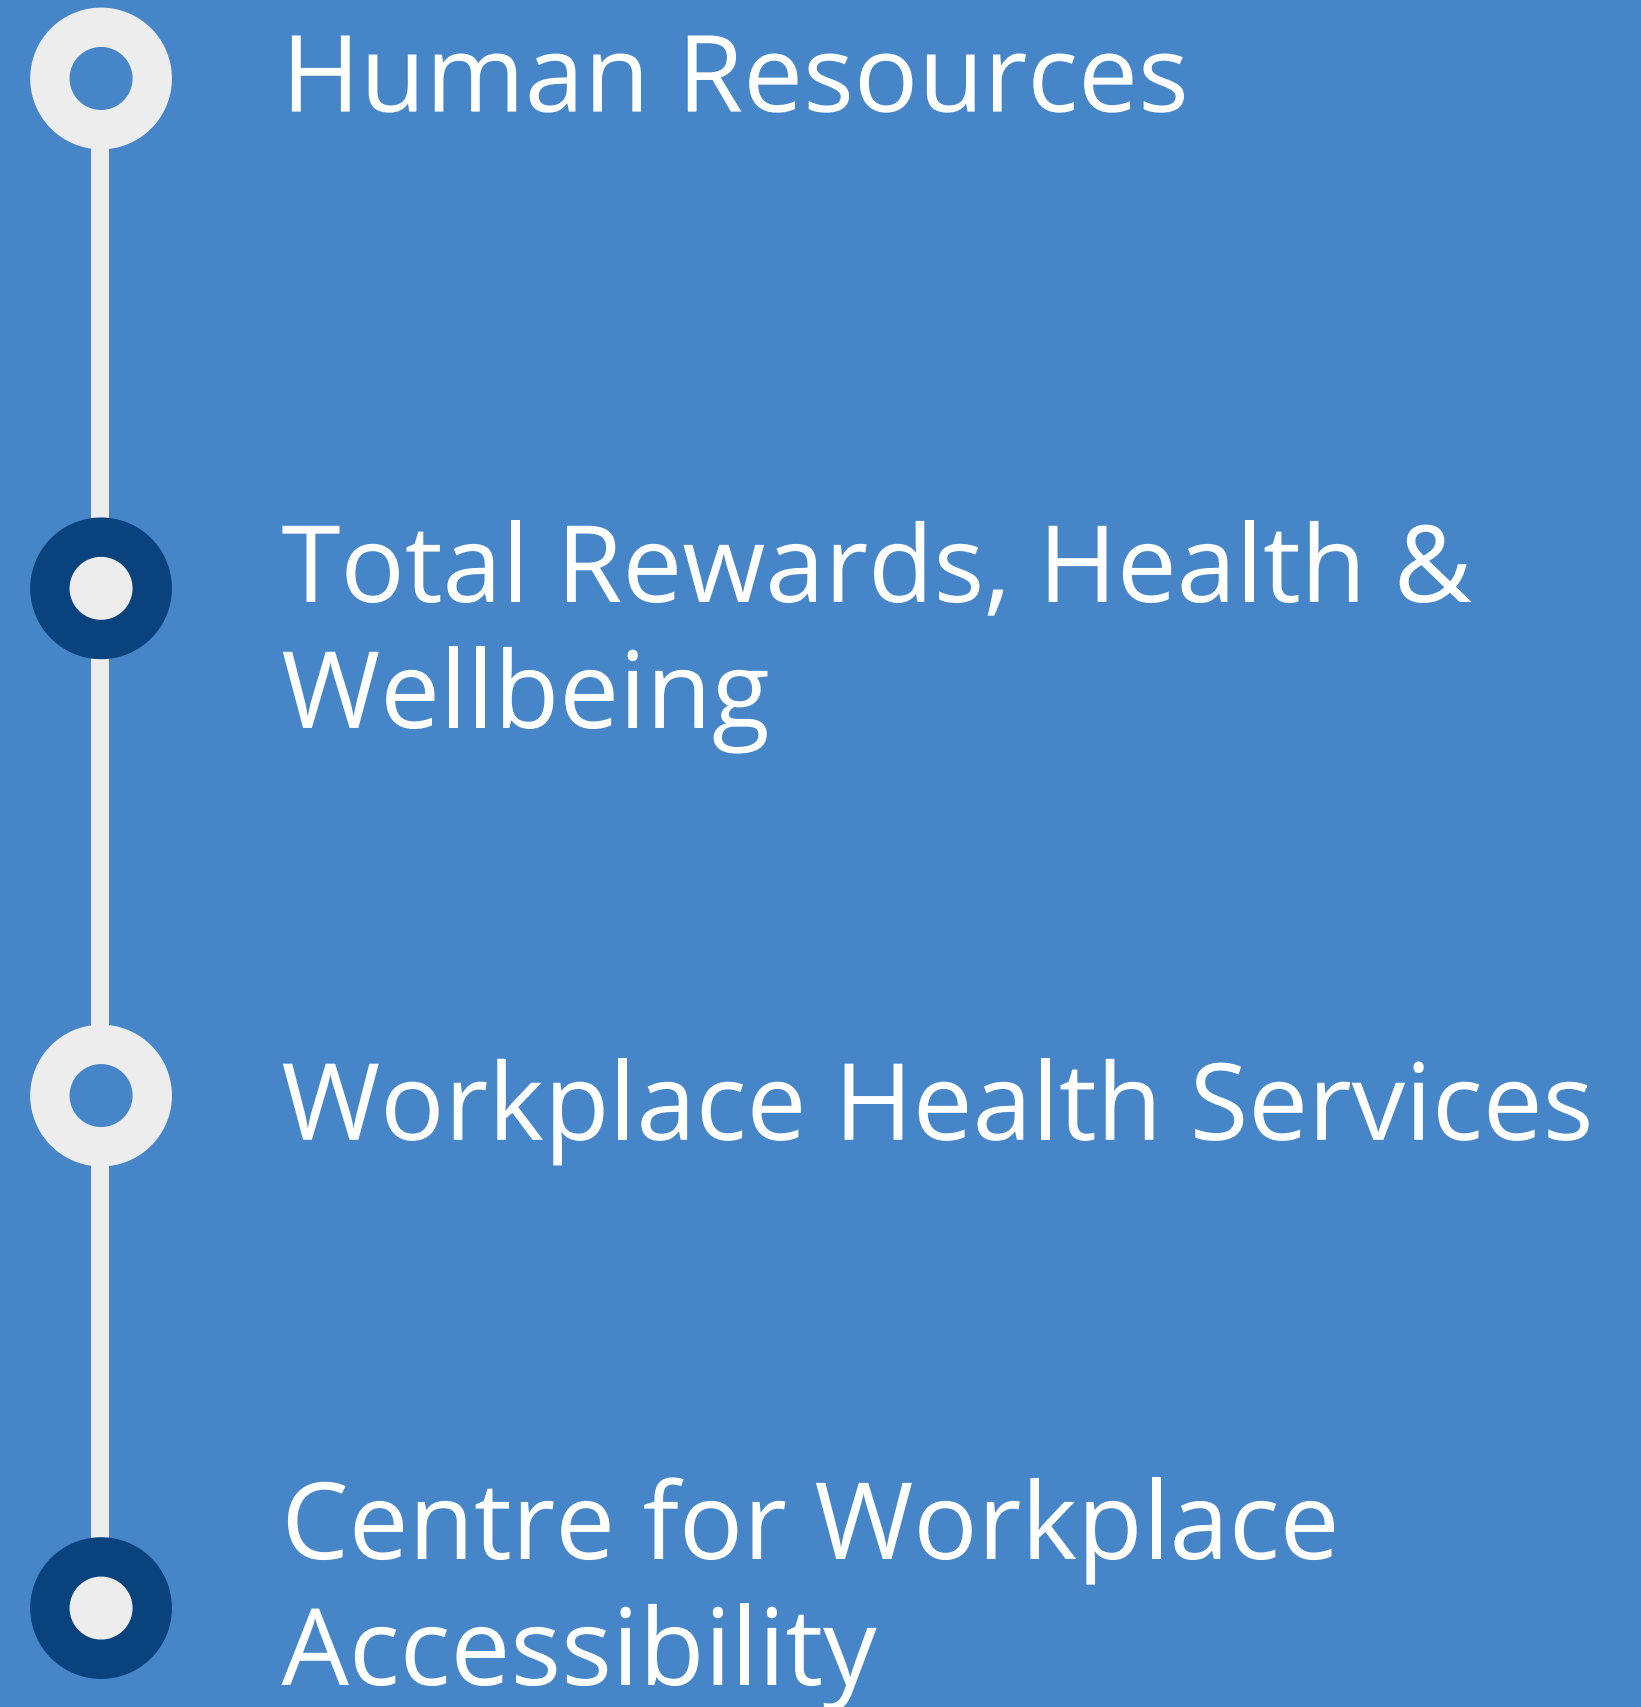 Human Resources
Total Rewards, Health &
Wellbeing
Workplace Health Services
Centre for Workplace
Accessibility